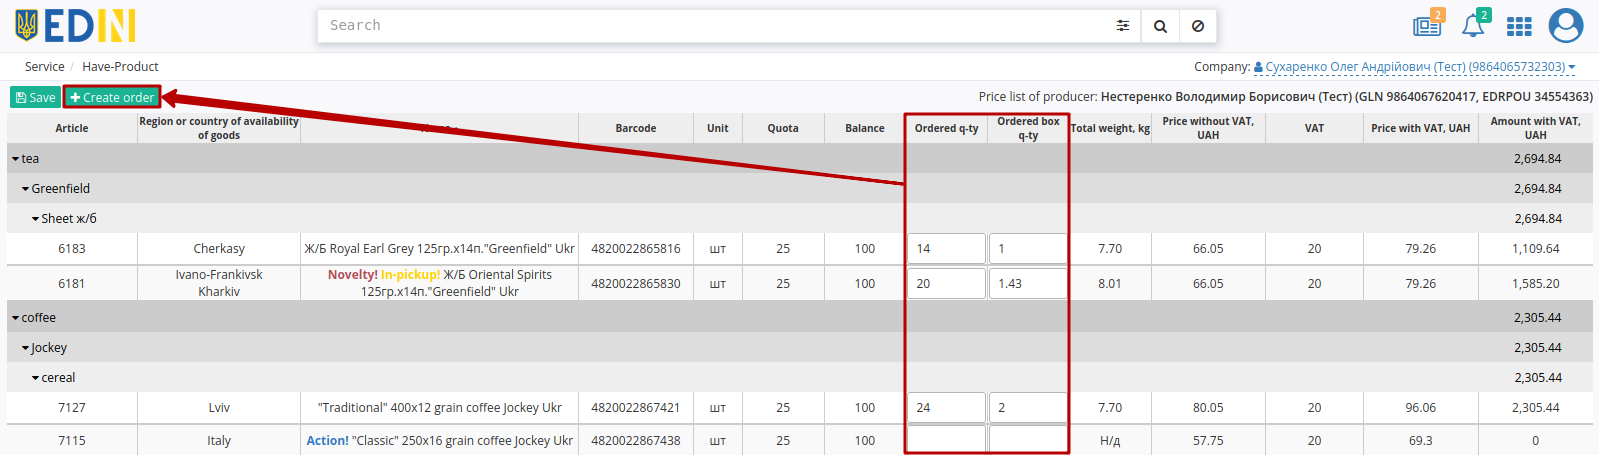 EDIN
Search
2
2
Service / Have-Product
Company: Сухаренко Олег Андрійович (Тест) (9864065732303)
Save
Create order
Price list of producer: Нестеренко Володимир Борисович (Тест) (GLN 9864067620417, EDRPOU 34554363)
Article Region or country of availability of goods Barcode Unit Quota Balance Ordered q-ty Ordered box q-ty Total weight, kg Price without VAT, UAH VAT Price with VAT, UAH Amount with VAT, UAH
tea 2,694.84
Greenfield 2,694.84
Sheet ж/б 2,694.84
6183 Cherkasy Ж/Б Royal Earl Grey 125гр.х14п."Greenfield" Ukr 4820022865816 шт 25 100 14 1 7.70 66.05 20 79.26 1,109.64
6181 Ivano-Frankivsk Kharkiv Novelty! In-pickup! Ж/Б Oriental Spirits 125гр.х14п."Greenfield" Ukr 4820022865830 шт 25 100 20 1.43 8.01 66.05 20 79.26 1,585.20
coffee 2,305.44
Jockey 2,305.44
cereal 2,305.44
7127 Lviv "Traditional" 400x12 grain coffee Jockey Ukr 4820022867421 шт 25 100 24 2 7.70 80.05 20 96.06 2,305.44
7115 Italy Action! "Classic" 250x16 grain coffee Jockey Ukr 4820022867438 шт 25 100 Н/д 57.75 20 69.3 0